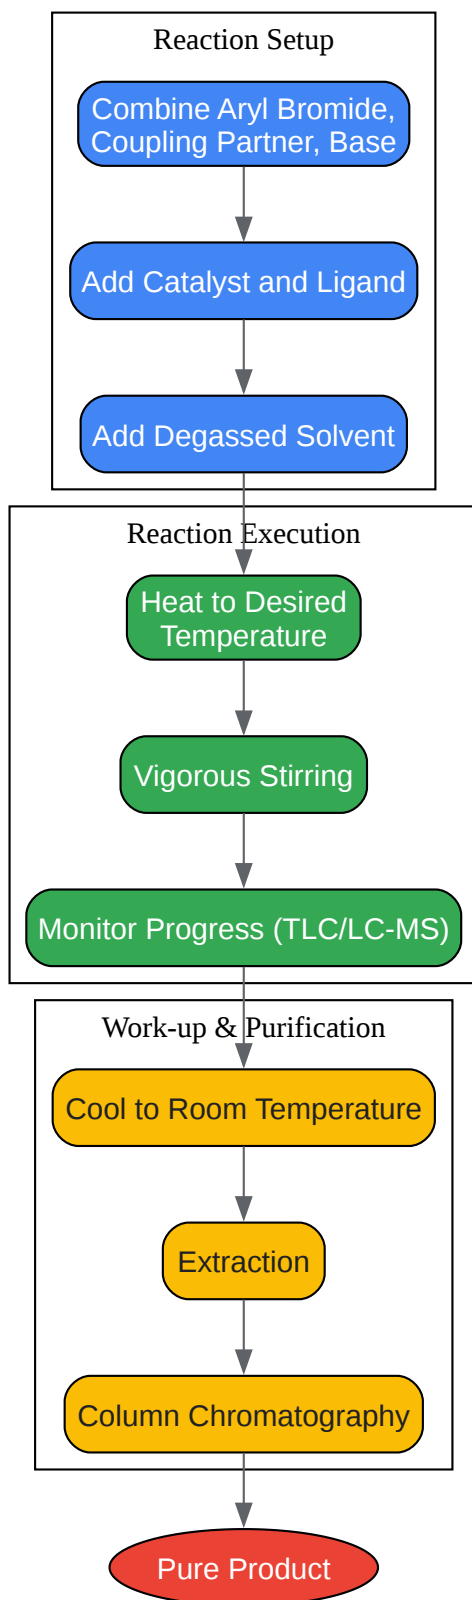 Reaction Setup
Combine Aryl Bromide,
Coupling Partner, Base
Add Catalyst and Ligand
Add Degassed Solvent
Reaction Execution
Heat to Desired
Temperature
Vigorous Stirring
Monitor Progress (TLC/LC-MS)
Work-up & Purification
Cool to Room Temperature
Extraction
Column Chromatography
Pure Product